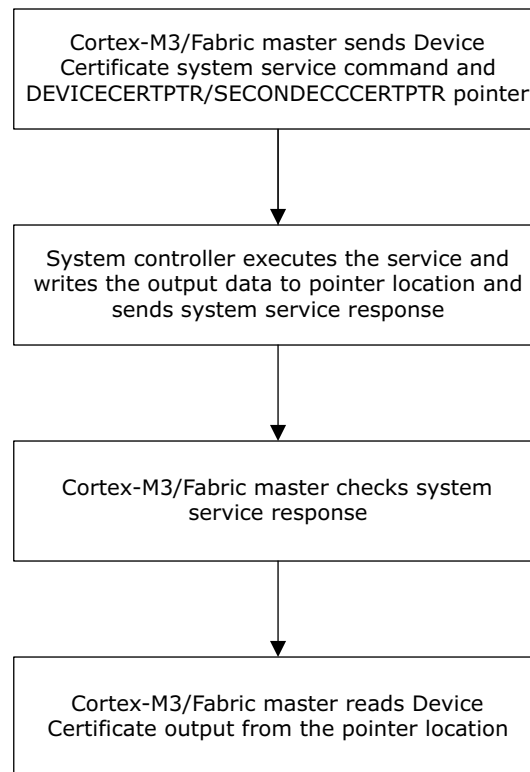 Cortex-M3/Fabric master sends Device
Certificate system service command and
DEVICECERTPTR/SECONDECCCERTPTR pointer
System controller executes the service and
writes the output data to pointer location and
sends system service response
Cortex-M3/Fabric master checks system
service response
Cortex-M3/Fabric master reads Device
Certificate output from the pointer location